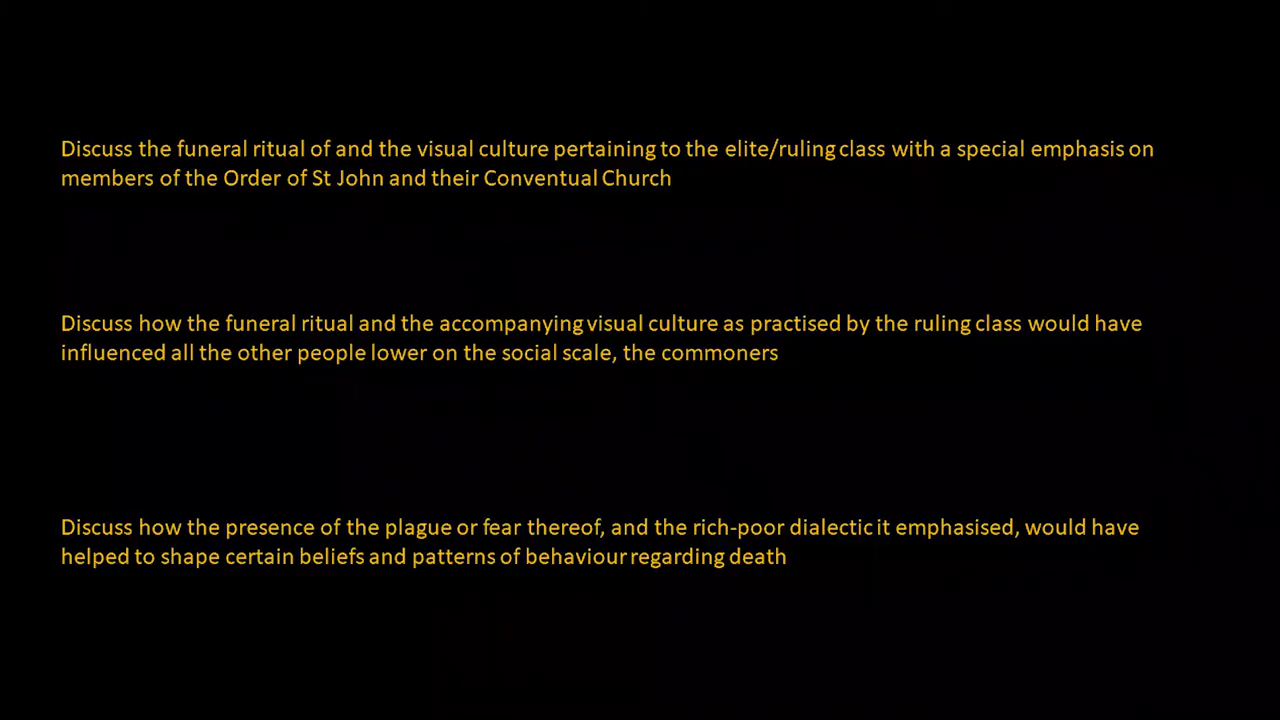 Discuss the funeral ritual of and the visual culture pertaining to the elite/ruling class with a special emphasis on
members of the Order of St John and their Conventual Church
Discuss how the funeral ritual and the accompanying visual culture as practised by the ruling class would have
influenced all the other people lower on the social scale, the commoners
Discuss how the presence of the plague or fear thereof, and the rich-poor dialectic it emphasised, would have
helped to shape certain beliefs and patterns of behaviour regarding death